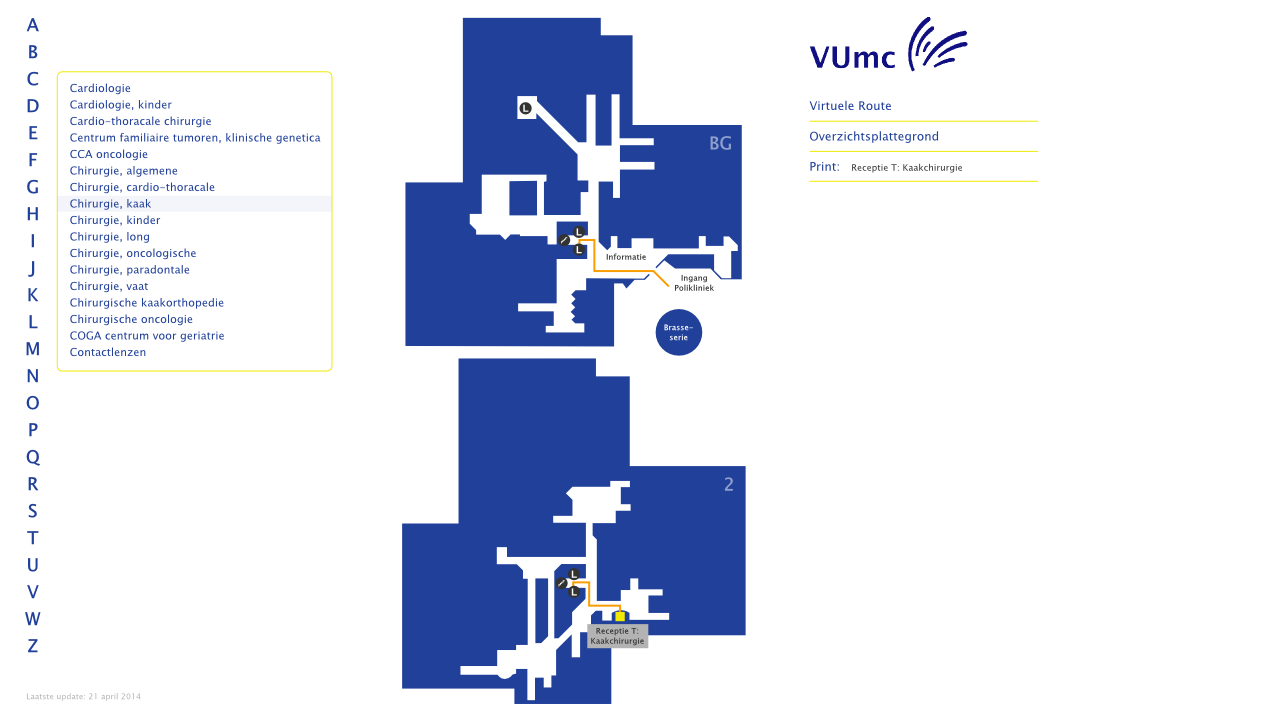 A
B
C
D
E
F
G
H
I
J
K
L
M
N
O
P
Q
R
S
T
U
V
W
Z
Cardiologie
Cardiologie, kinder
Cardio-thoracale chirurgie
Centrum familiaire tumoren, klinische genetica
CCA oncologie
Chirurgie, algemene
Chirurgie, cardio-thoracale
Chirurgie, kaak
Chirurgie, kinder
Chirurgie, long
Chirurgie, oncologische
Chirurgie, paradontale
Chirurgie, vaat
Chirurgische kaakorthopedie
Chirurgische oncologie
COGA centrum voor geriatrie
Contactlenzen
Laatste update: 21 april 2014
L
BG
L
L
Informatie
Ingang
Polikliniek
Brasse-
serie
2
L
L
Receptie T:
Kaakchirurgie
VUmc
Virtuele Route
Overzichtsplattegrond
Print: Receptie T: Kaakchirurgie